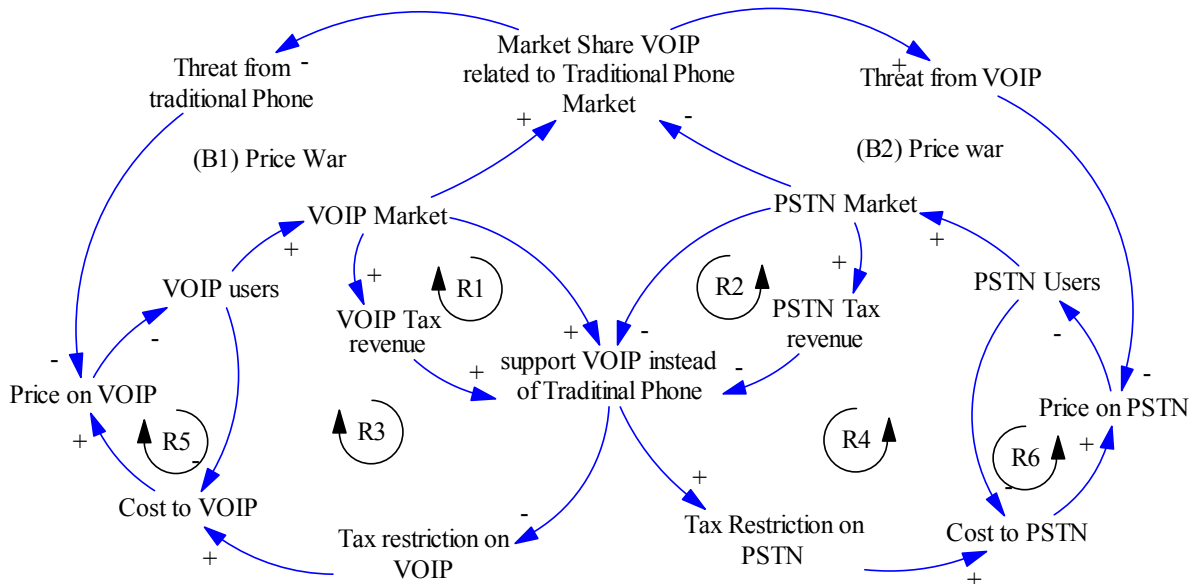 Market Share VOIP
related to Traditional Phone
Market
Threat from
traditional Phone
-
+
Threat from VOIP
(B1) Price War
+
-
(B2) Price war
VOIP Market
PSTN Market
+
+
VOIP users
+
R1
R2
+
PSTN Users
VOIP Tax
revenue
PSTN Tax
revenue
-
+
-
-
-
+
support VOIP instead
of Traditinal Phone
-
-
Price on VOIP
Price on PSTN
+
R5
R3
R4
R6
+
-
+
-
Cost to VOIP
-
Tax restriction on
VOIP
Tax Restriction on
PSTN
Cost to PSTN
+
+